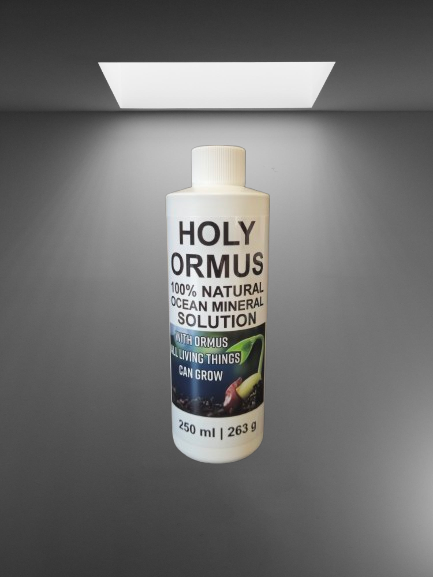 HOLY
ORMUS
100% NATURAL
OCEAN MINERAL
SOLUTION
WITH ORMUS
ALL LIVING THINGS
CAN GROW
250 ml | 263 g